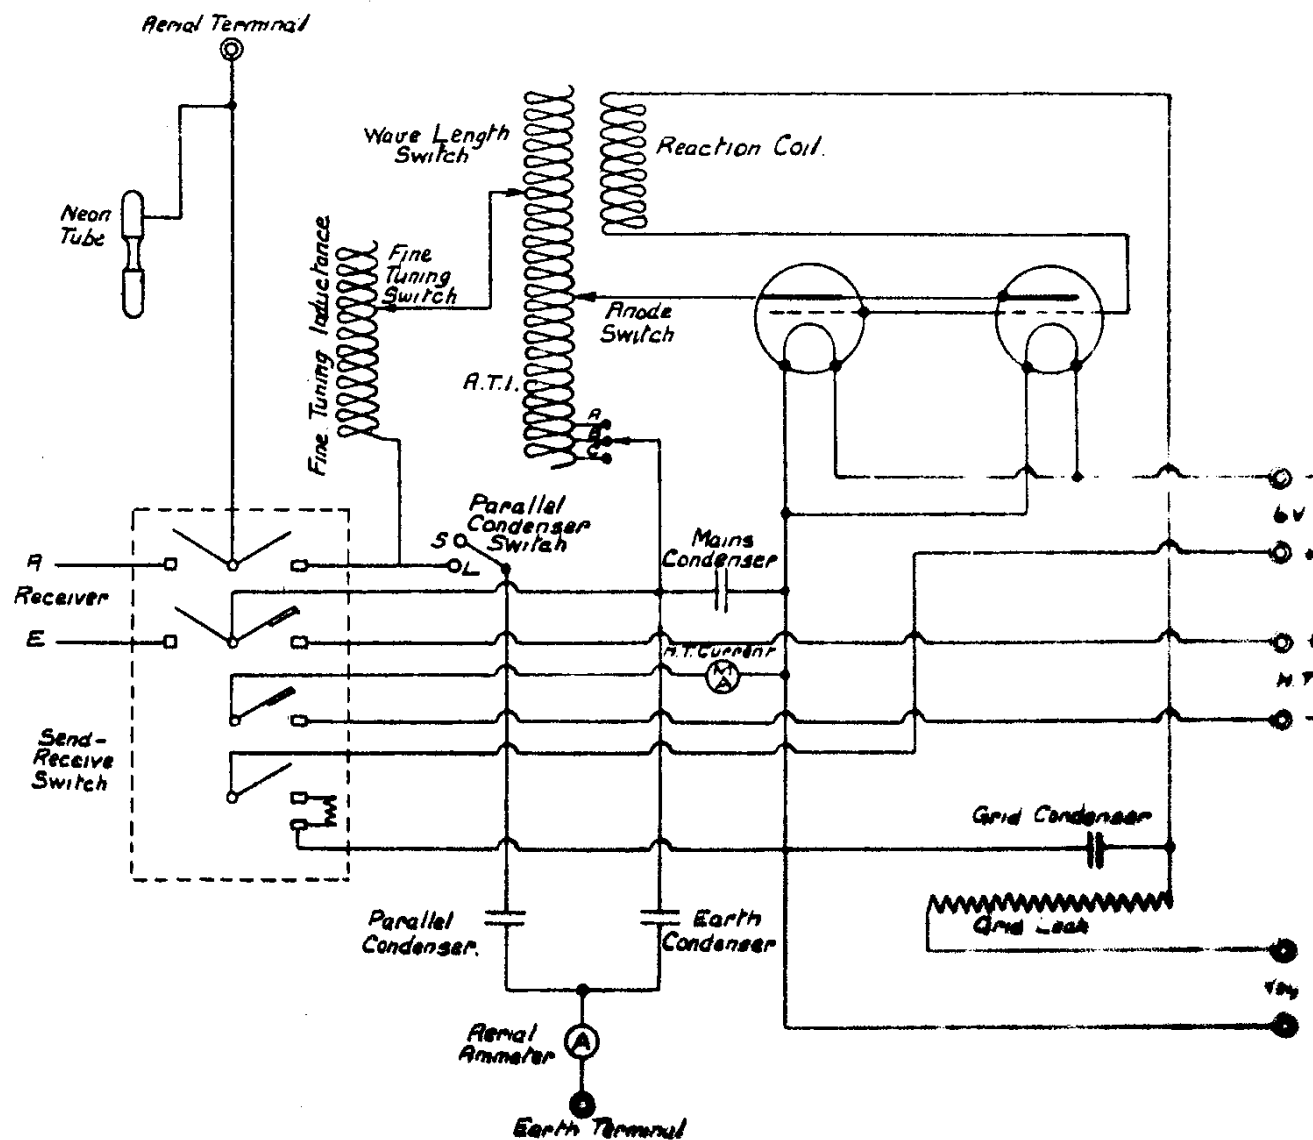 Aerial Terminal
Neon
Tube
Wave Length
Switch
Reaction Coil.
Fine
Tuning
Switch
Fine Tuning Inductance
Anode
Switch
A.T.I.
A
B
C
Parallel
Condenser
Switch
S
L
Mains
Condenser
6V
A
Receiver
E
H.T. Current
MA
H.T
Send-
Receive
Switch
Grid Condenser
Parallel
Condenser.
Earth
Condenser
Grid Leak
Aerial
Ammeter
A
Earth Terminal